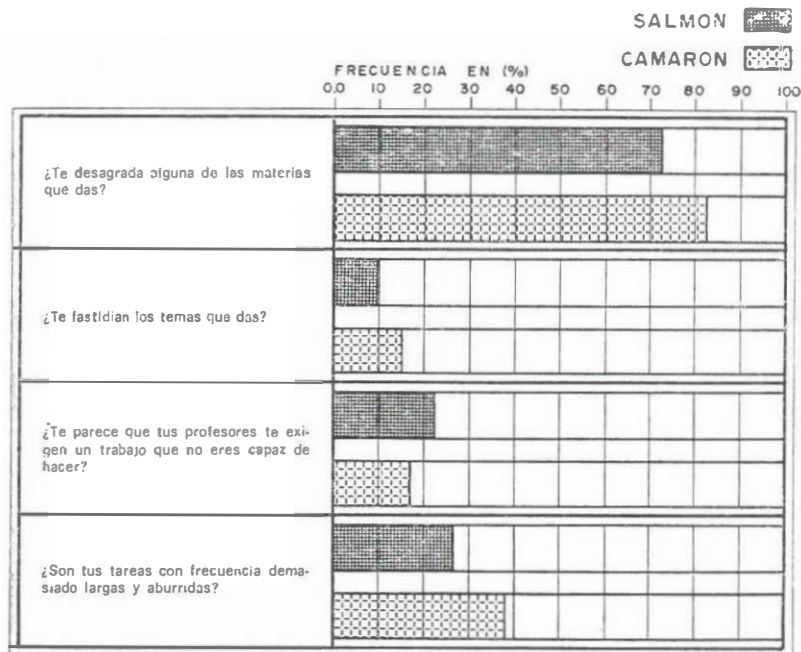 SALMON
CAMARON
FRECUENCIA EN (%)
0.0 10 20 30 40 50 60 70 80 90 100
¿Te desagrada alguna de las materias
que das?
¿Te fastidian los temas que das?
¿Te parece que tus profesores te exi-
gen un trabajo que no eres capaz de
hacer?
¿Son tus tareas con frecuencia dema-
siado largas y aburridas?